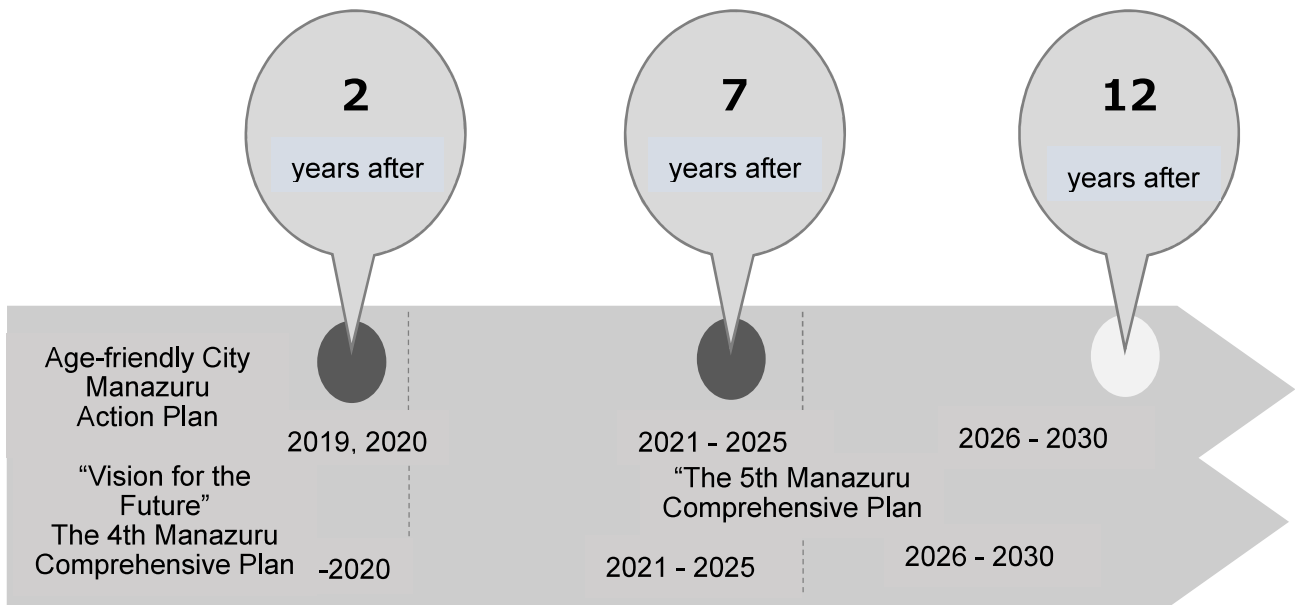 2
years after
7
years after
12
years after
Age-friendly City
Manazuru
Action Plan
2019, 2020
2021 - 2025
2026 - 2030
“Vision for the
Future”
The 4th Manazuru
Comprehensive Plan
-2020
“The 5th Manazuru
Comprehensive Plan
2021 - 2025
2026 - 2030